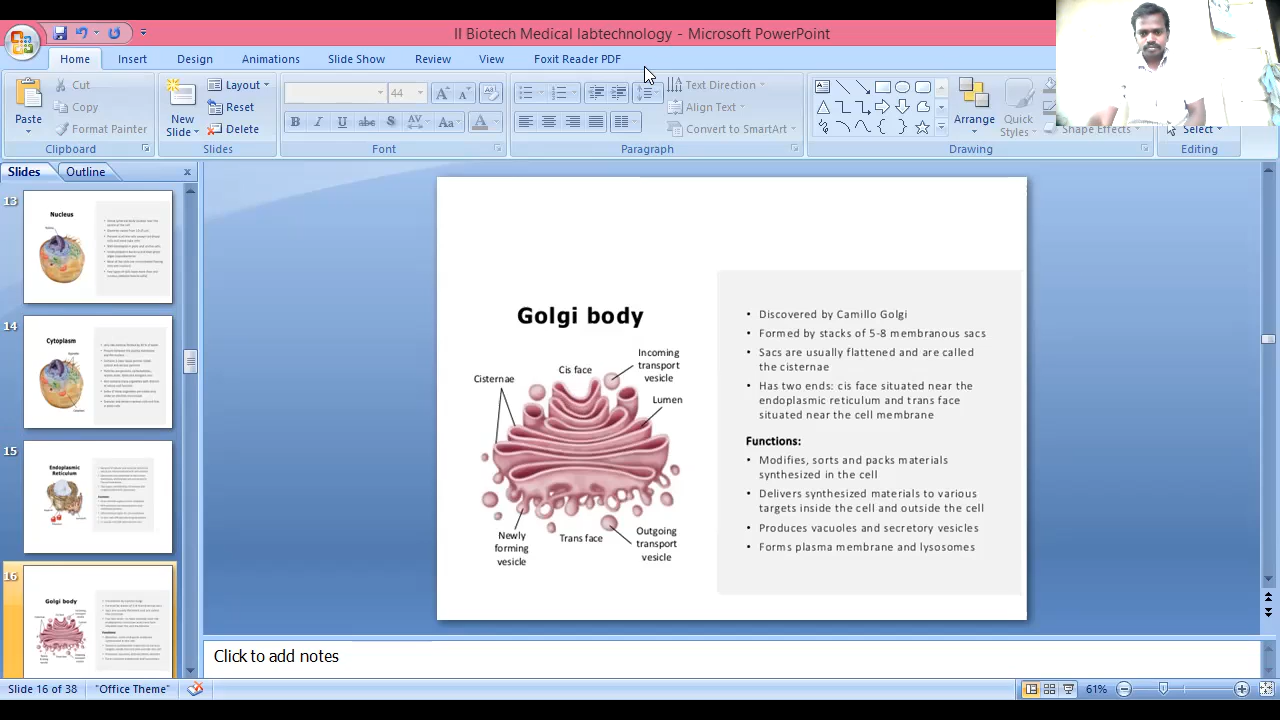 II Biotech Medical labtechnology - Microsoft PowerPoint
Home Insert Design Animations Slide Show Review View Foxit Reader PDF
Paste
Cut
Copy
Format Painter
Clipboard
New Slide
Layout
Reset
Delete
Slides
44
B I U abc S AV Aa A
Font
Text Direction
Align Text
Convert to SmartArt
Paragraph
Arrange
Quick Styles
Shape Effects
Drawing
Select
Editing
Slides Outline
13
Nucleus
14
Cytoplasm
15
Endoplasmic
Reticulum
16
Golgi body
Golgi body
Cisternae
Cis face
Incoming
transport
vesicle
Lumen
Newly
forming
vesicle
Trans face
Outgoing
transport
vesicle
• Discovered by Camillo Golgi
• Formed by stacks of 5-8 membranous sacs
• Sacs are usually flattened and are called
the cisternae
• Has two ends cis face situated near the
endoplasmic reticulum and trans face
situated near the cell membrane
Functions:
• Modifies, sorts and packs materials
synthesized in the cell
• Delivers synthesized materials to various
targets inside the cell and outside the cell
• Produces vacuoles and secretory vesicles
• Forms plasma membrane and lysosomes
Click to add notes
Slide 16 of 38 "Office Theme" 61%